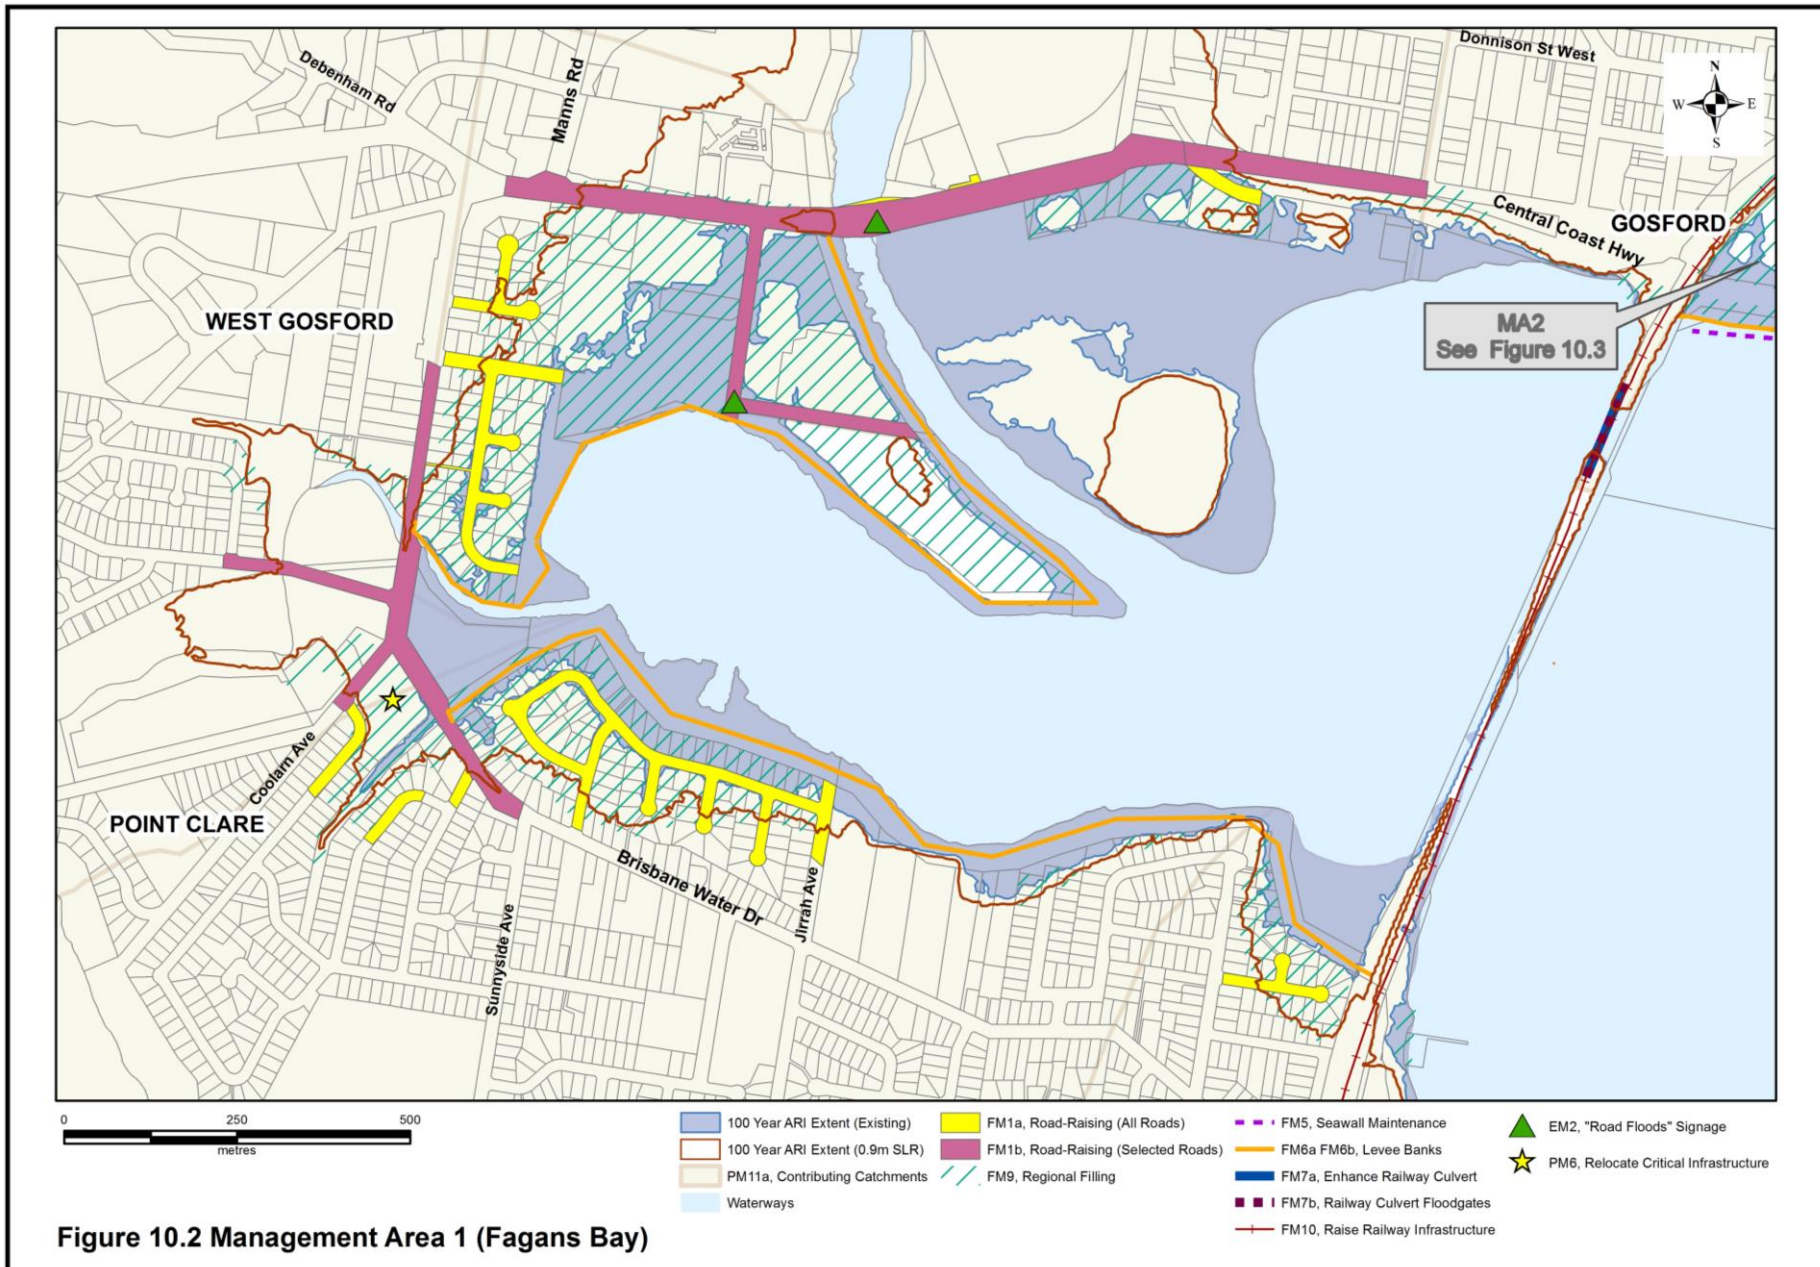 Donnison St West
Debenham Rd
Manns Rd
N
W
E
S
Central Coast Hwy
GOSFORD
WEST GOSFORD
MA2
See Figure 10.3
Coolarn Ave
POINT CLARE
Brisbane Water Dr
Jirrah Ave
Sunnyside Ave
0
250
500
metres
100 Year ARI Extent (Existing)
100 Year ARI Extent (0.9m SLR)
PM11a, Contributing Catchments
Waterways
FM1a, Road-Raising (All Roads)
FM1b, Road-Raising (Selected Roads)
FM9, Regional Filling
FM5, Seawall Maintenance
FM6a FM6b, Levee Banks
FM7a, Enhance Railway Culvert
FM7b, Railway Culvert Floodgates
FM10, Raise Railway Infrastructure
EM2, "Road Floods" Signage
PM6, Relocate Critical Infrastructure
Figure 10.2 Management Area 1 (Fagans Bay)